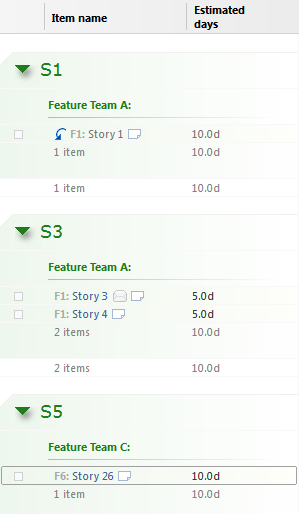 Item name Estimated days
S1
Feature Team A:
F1: Story 1 10.0d
1 item 10.0d
1 item 10.0d
S3
Feature Team A:
F1: Story 3 5.0d
F1: Story 4 5.0d
2 items 10.0d
2 items 10.0d
S5
Feature Team C:
F6: Story 26 10.0d
1 item 10.0d